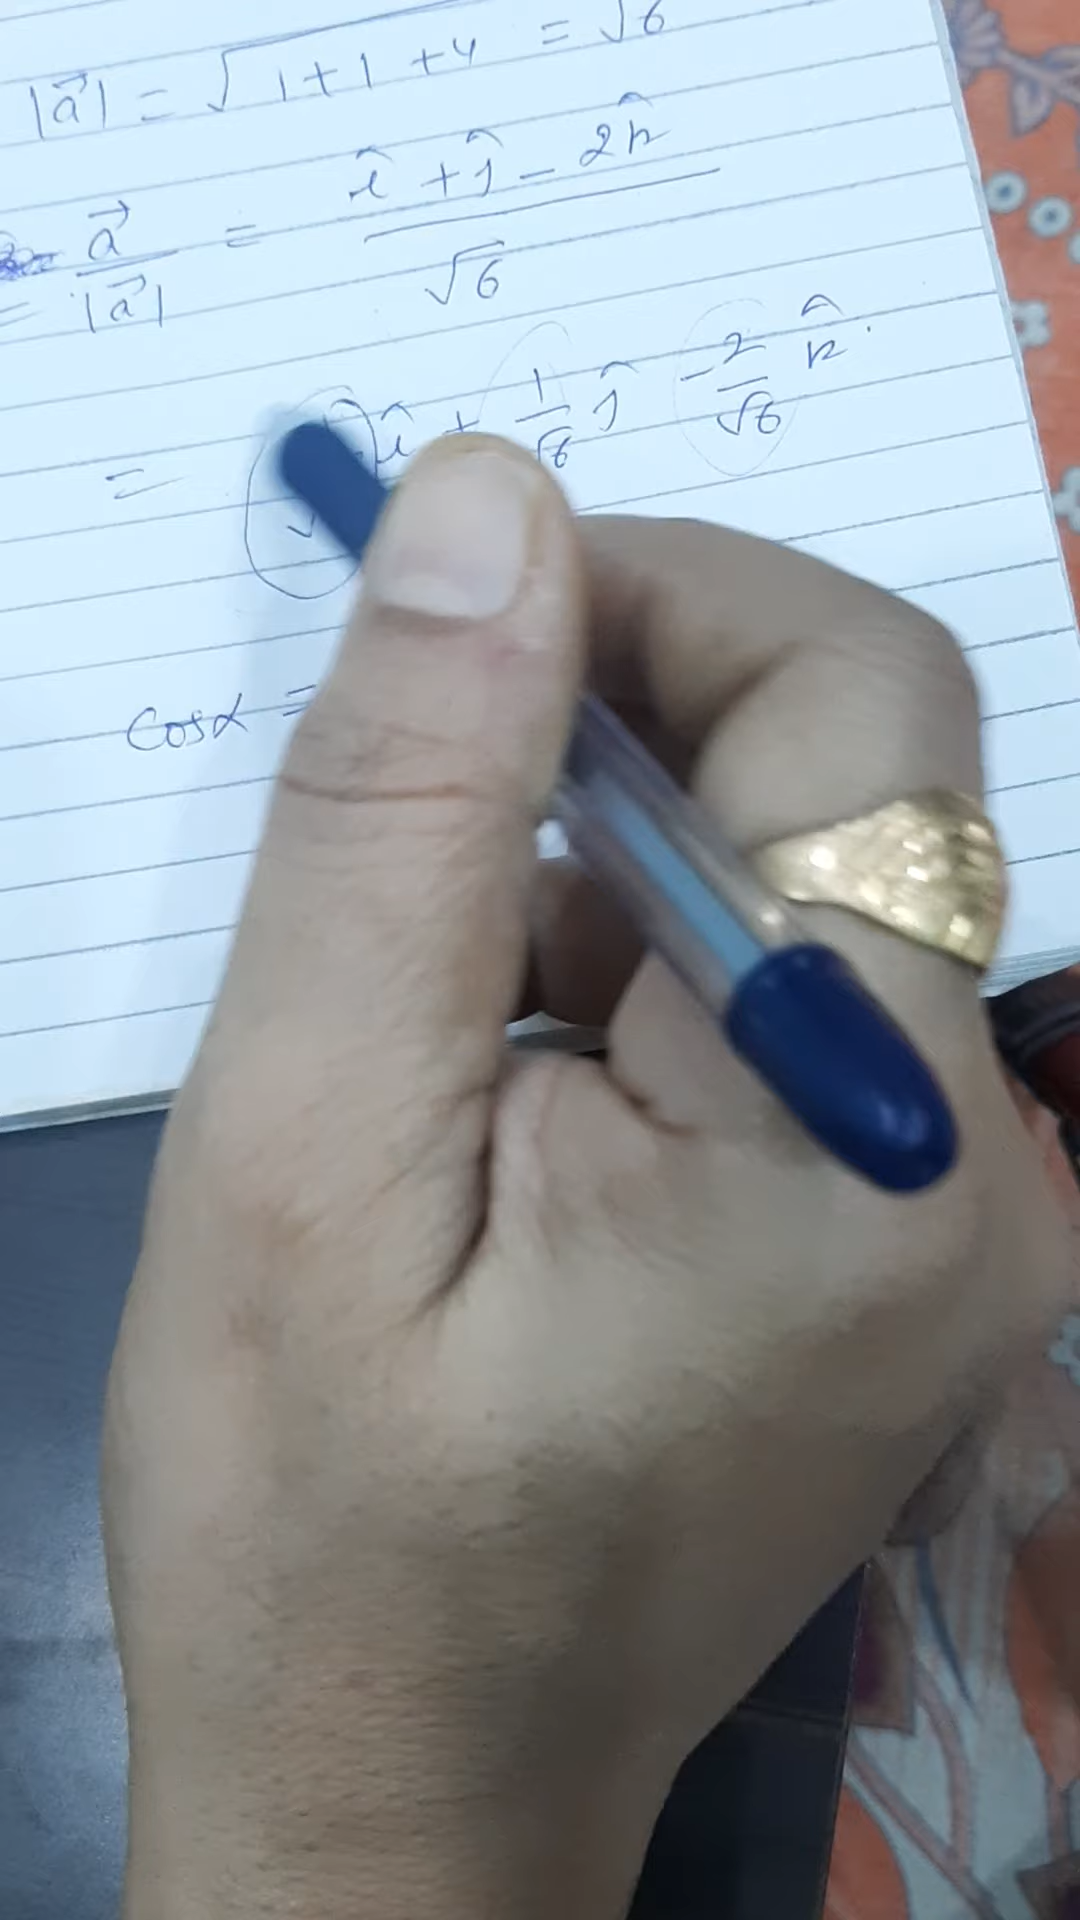 |a⃗| = √1+1+4 = √6
= a⃗/|a⃗| = î + ĵ - 2k̂ / √6
= î + 1/√6 ĵ - 2/√6 k̂
cosα =